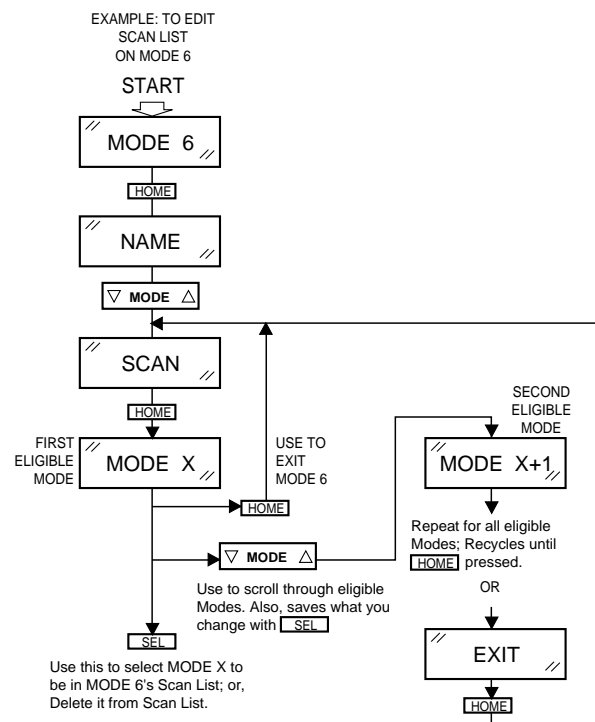 EXAMPLE: TO EDIT
SCAN LIST
ON MODE 6
START
MODE 6
HOME
NAME
MODE
SCAN
HOME
FIRST
ELIGIBLE
MODE
MODE X
USE TO
EXIT
MODE 6
HOME
SECOND
ELIGIBLE
MODE
MODE X+1
MODE
Use to scroll through eligible
Modes. Also, saves what you
change with SEL
Repeat for all eligible
Modes; Recycles until
HOME pressed.
OR
EXIT
HOME
SEL
Use this to select MODE X to
be in MODE 6's Scan List; or,
Delete it from Scan List.